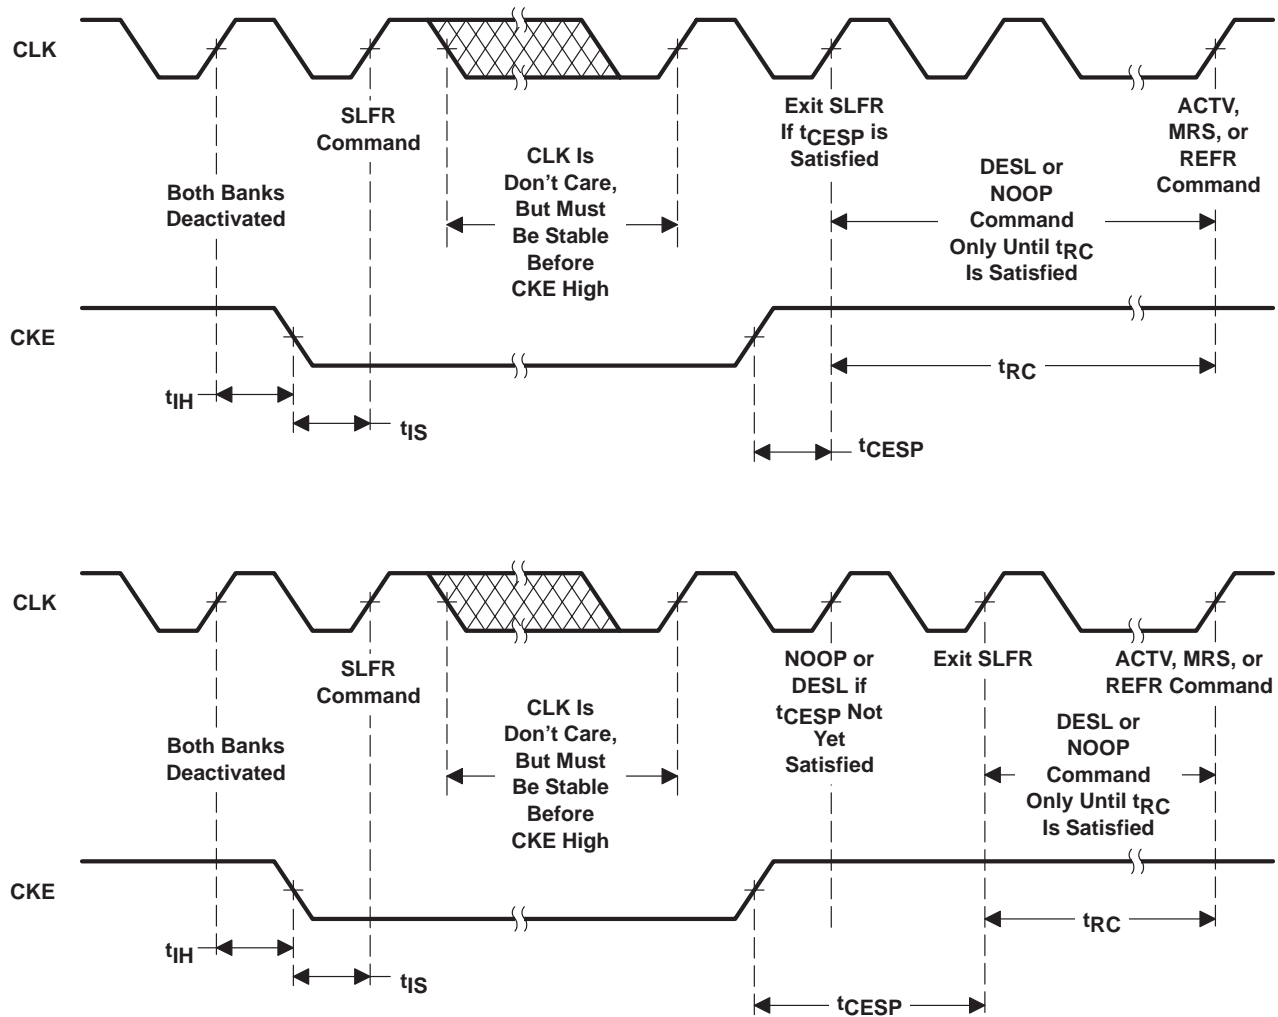 CLK
SLFR
Command
Both Banks
Deactivated
CLK Is
Don't Care,
But Must
Be Stable
Before
CKE High
Exit SLFR
If tCESP is
Satisfied
DESL or
NOOP
Command
Only Until tRC
Is Satisfied
ACTV,
MRS, or
REFR
Command
CKE
tIH
tIS
tCESP
tRC
CLK
SLFR
Command
Both Banks
Deactivated
CLK Is
Don't Care,
But Must
Be Stable
Before
CKE High
NOOP or
DESL if
tCESP Not
Yet
Satisfied
Exit SLFR
ACTV, MRS, or
REFR Command
DESL or
NOOP
Command
Only Until tRC
Is Satisfied
CKE
tIH
tIS
tCESP
tRC